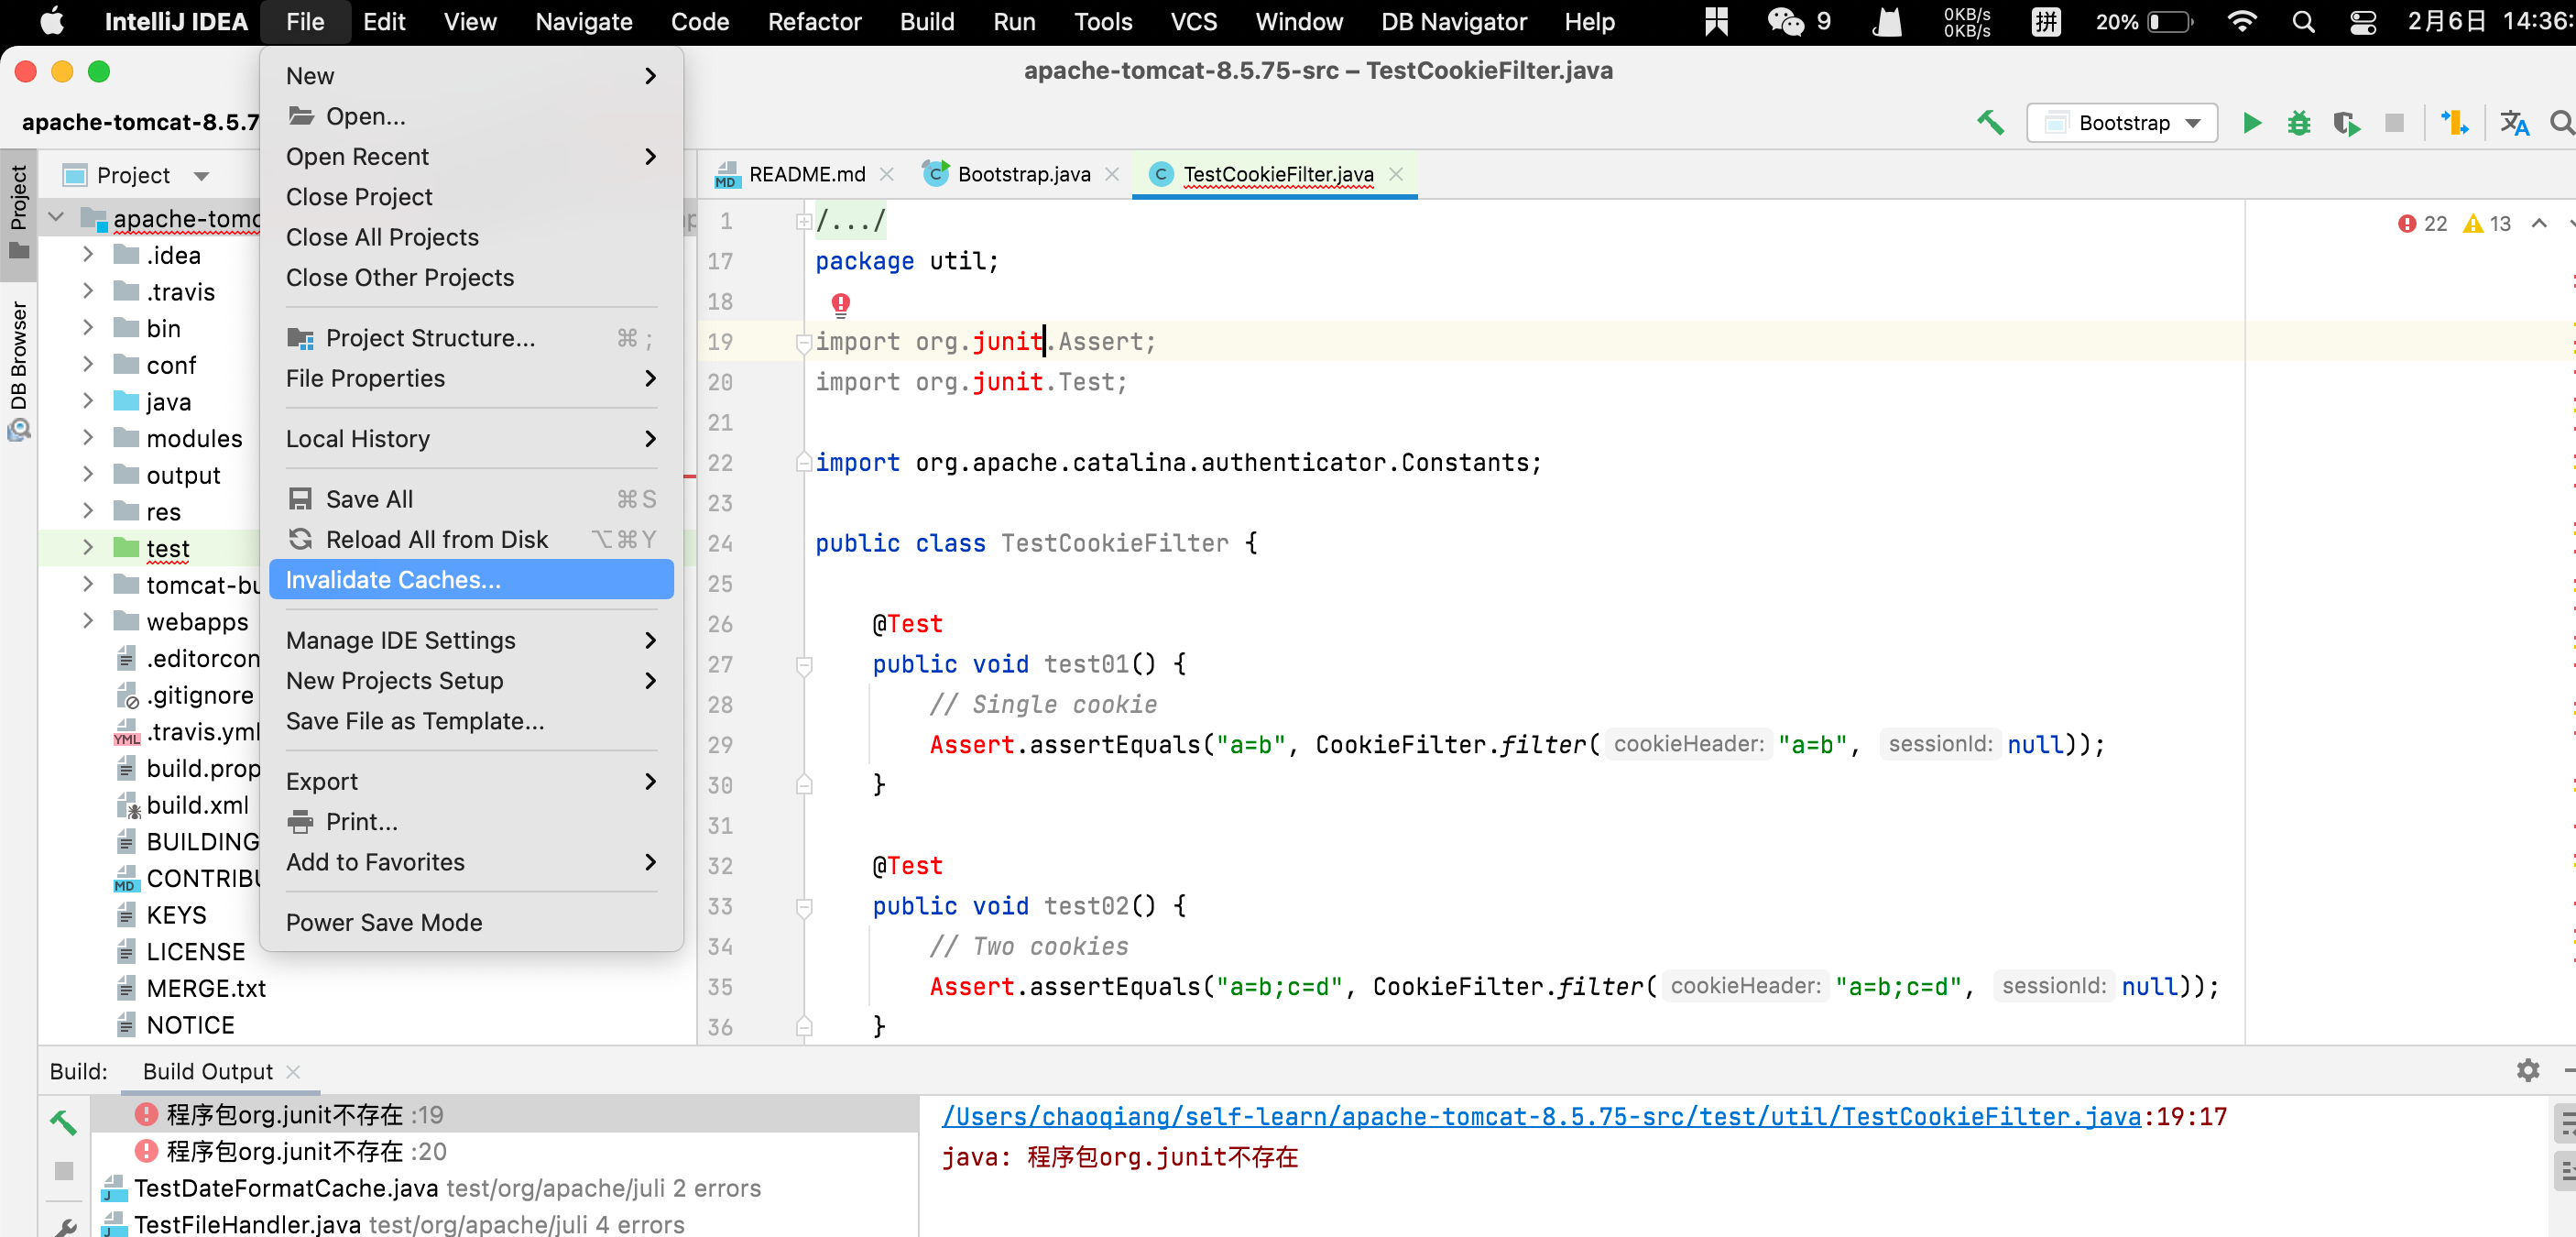 IntelliJ IDEA File Edit View Navigate Code Refactor Build Run Tools VCS Window DB Navigator Help 9 0KB/s 0KB/s 拼 20% 2月6日 14:36:
apache-tomcat-8.5.75-src – TestCookieFilter.java
apache-tomcat-8.5.7
Bootstrap
Project
DB Browser
Project
apache-tomc
.idea
.travis
bin
conf
java
modules
output
res
test
tomcat-bu
webapps
.editorcon
.gitignore
.travis.yml
build.prop
build.xml
BUILDING
CONTRIBU
KEYS
LICENSE
MERGE.txt
NOTICE
New
Open...
Open Recent
Close Project
Close All Projects
Close Other Projects
Project Structure... ⌘ ;
File Properties
Local History
Save All ⌘S
Reload All from Disk ⌥⌘Y
Invalidate Caches...
Manage IDE Settings
New Projects Setup
Save File as Template...
Export
Print...
Add to Favorites
Power Save Mode
README.md Bootstrap.java TestCookieFilter.java
22 13
1 /.../
17 package util;
18
19 import org.junit.Assert;
20 import org.junit.Test;
21
22 import org.apache.catalina.authenticator.Constants;
23
24 public class TestCookieFilter {
25
26 @Test
27 public void test01() {
28 // Single cookie
29 Assert.assertEquals("a=b", CookieFilter.filter( cookieHeader: "a=b", sessionId: null));
30 }
31
32 @Test
33 public void test02() {
34 // Two cookies
35 Assert.assertEquals("a=b;c=d", CookieFilter.filter( cookieHeader: "a=b;c=d", sessionId: null));
36 }
Build: Build Output
程序包org.junit不存在 :19
程序包org.junit不存在 :20
TestDateFormatCache.java test/org/apache/juli 2 errors
TestFileHandler.java test/org/apache/juli 4 errors
/Users/chaoqiang/self-learn/apache-tomcat-8.5.75-src/test/util/TestCookieFilter.java:19:17
java: 程序包org.junit不存在